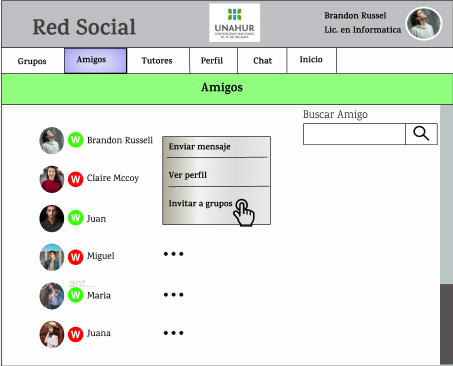 Red Social
UNAHUR
UNIVERSIDAD NACIONAL
DE HURLINGHAM
Brandon Russel
Lic. en Informatica
Grupos
Amigos
Tutores
Perfil
Chat
Inicio
Amigos
Buscar Amigo
W Brandon Russell
Enviar mensaje
W Claire Mccoy
Ver perfil
W Juan
Invitar a grupos
W Miguel
ant...
W Maria
W Juana